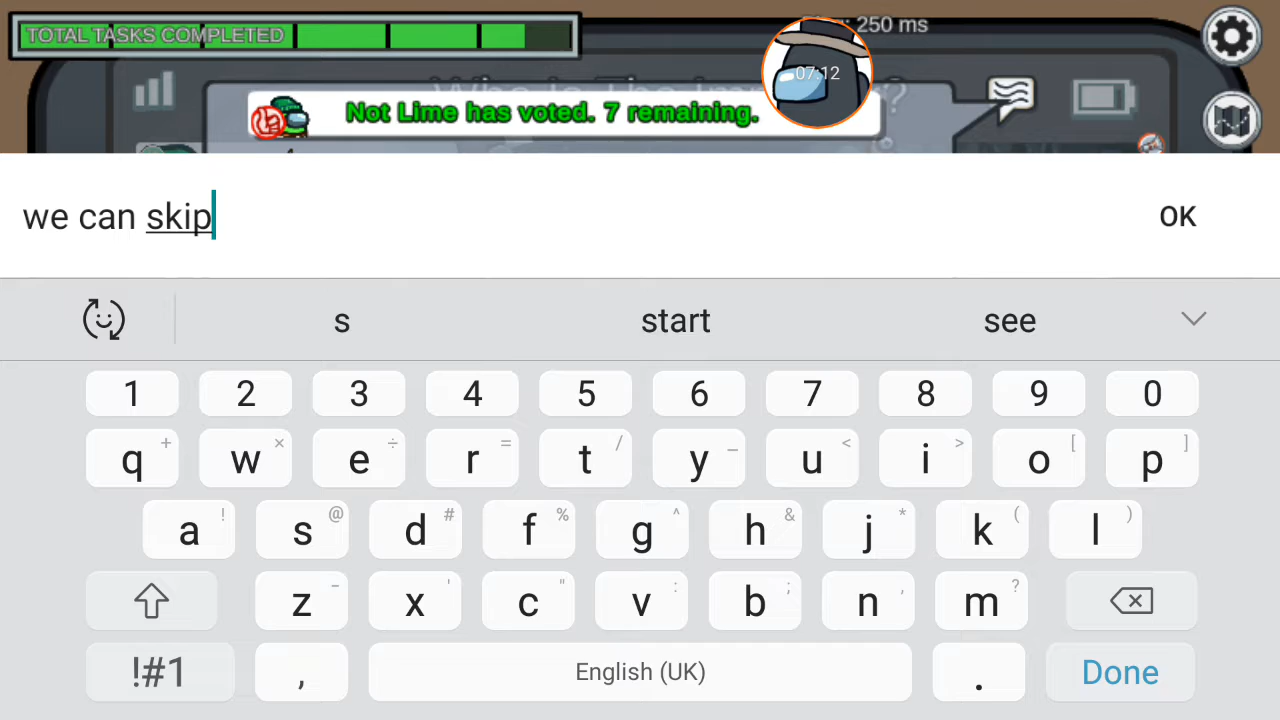 TOTAL TASKS COMPLETED
250 ms
07:12
Not Lime has voted. 7 remaining.
we can skip
OK
s start see
1 2 3 4 5 6 7 8 9 0
q + w × e ÷ r = t / y _ u < i > o [ p ]
a ! s @ d # f % g ^ h & j * k ( l )
z - x ' c " v : b ; n , m ?
!#1 , English (UK) . Done